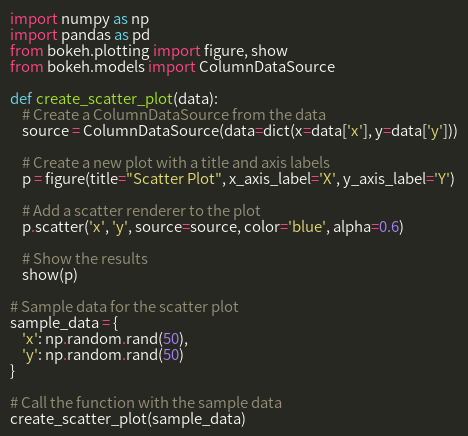 import numpy as np
import pandas as pd
from bokeh.plotting import figure, show
from bokeh.models import ColumnDataSource

def create_scatter_plot(data):
    # Create a ColumnDataSource from the data
    source = ColumnDataSource(data=dict(x=data['x'], y=data['y']))

    # Create a new plot with a title and axis labels
    p = figure(title="Scatter Plot", x_axis_label='X', y_axis_label='Y')

    # Add a scatter renderer to the plot
    p.scatter('x', 'y', source=source, color='blue', alpha=0.6)

    # Show the results
    show(p)

# Sample data for the scatter plot
sample_data = {
    'x': np.random.rand(50),
    'y': np.random.rand(50)
}

# Call the function with the sample data
create_scatter_plot(sample_data)